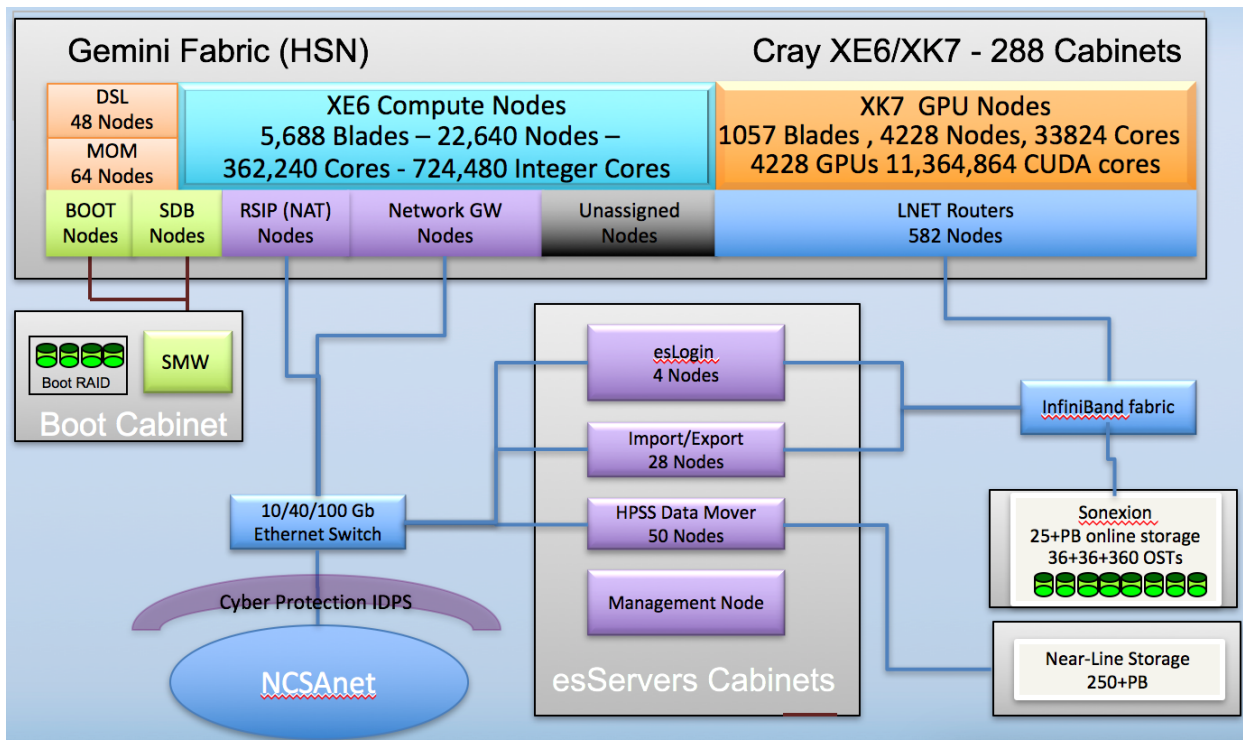 Gemini Fabric (HSN)
Cray XE6/XK7 - 288 Cabinets
DSL
48 Nodes
MOM
64 Nodes
XE6 Compute Nodes
5,688 Blades – 22,640 Nodes –
362,240 Cores - 724,480 Integer Cores
XK7 GPU Nodes
1057 Blades , 4228 Nodes, 33824 Cores
4228 GPUs 11,364,864 CUDA cores
BOOT
Nodes
SDB
Nodes
RSIP (NAT)
Nodes
Network GW
Nodes
Unassigned
Nodes
LNET Routers
582 Nodes
Boot RAID
SMW
Boot Cabinet
esLogin
4 Nodes
Import/Export
28 Nodes
HPSS Data Mover
50 Nodes
Management Node
esServers Cabinets
InfiniBand fabric
10/40/100 Gb
Ethernet Switch
Cyber Protection IDPS
NCSAnet
Sonexion
25+PB online storage
36+36+360 OSTs
Near-Line Storage
250+PB